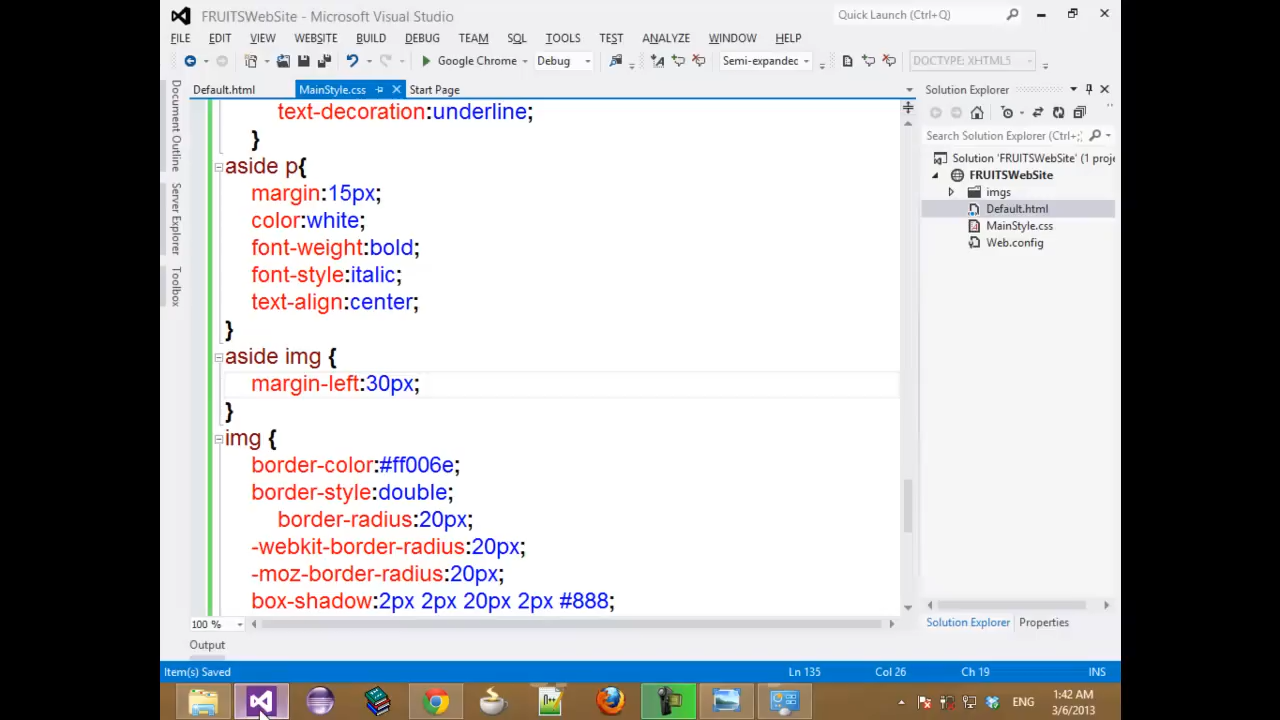 FRUITSWebSite - Microsoft Visual Studio
Quick Launch (Ctrl+Q)
FILE EDIT VIEW WEBSITE BUILD DEBUG TEAM SQL TOOLS TEST ANALYZE WINDOW HELP
Google Chrome Debug Semi-expanded DOCTYPE: XHTML5
Default.html MainStyle.css Start Page
Document Outline
Server Explorer
Toolbox
text-decoration:underline;
}
aside p{
margin:15px;
color:white;
font-weight:bold;
font-style:italic;
text-align:center;
}
aside img {
margin-left:30px;
}
img {
border-color:#ff006e;
border-style:double;
border-radius:20px;
-webkit-border-radius:20px;
-moz-border-radius:20px;
box-shadow:2px 2px 20px 2px #888;
100 %
Output
Solution Explorer
Search Solution Explorer (Ctrl+;)
Solution 'FRUITSWebSite' (1 proje
FRUITSWebSite
imgs
Default.html
MainStyle.css
Web.config
Solution Explorer Properties
Item(s) Saved Ln 135 Col 26 Ch 19 INS
ENG
1:42 AM
3/6/2013